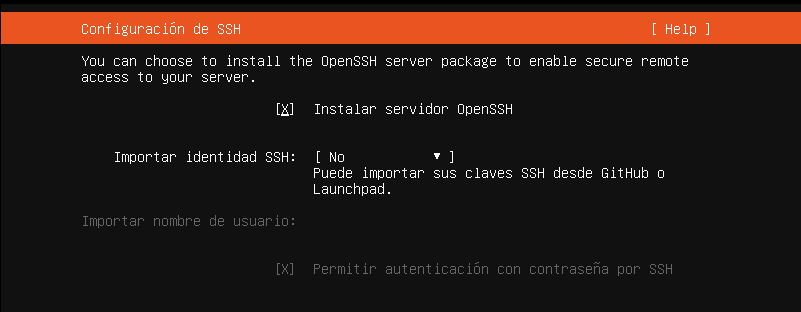 Configuración de SSH [ Help ]
You can choose to install the OpenSSH server package to enable secure remote
access to your server.
[X] Instalar servidor OpenSSH
Importar identidad SSH: [ No ▾ ]
Puede importar sus claves SSH desde GitHub o
Launchpad.
Importar nombre de usuario:
[X] Permitir autenticación con contraseña por SSH